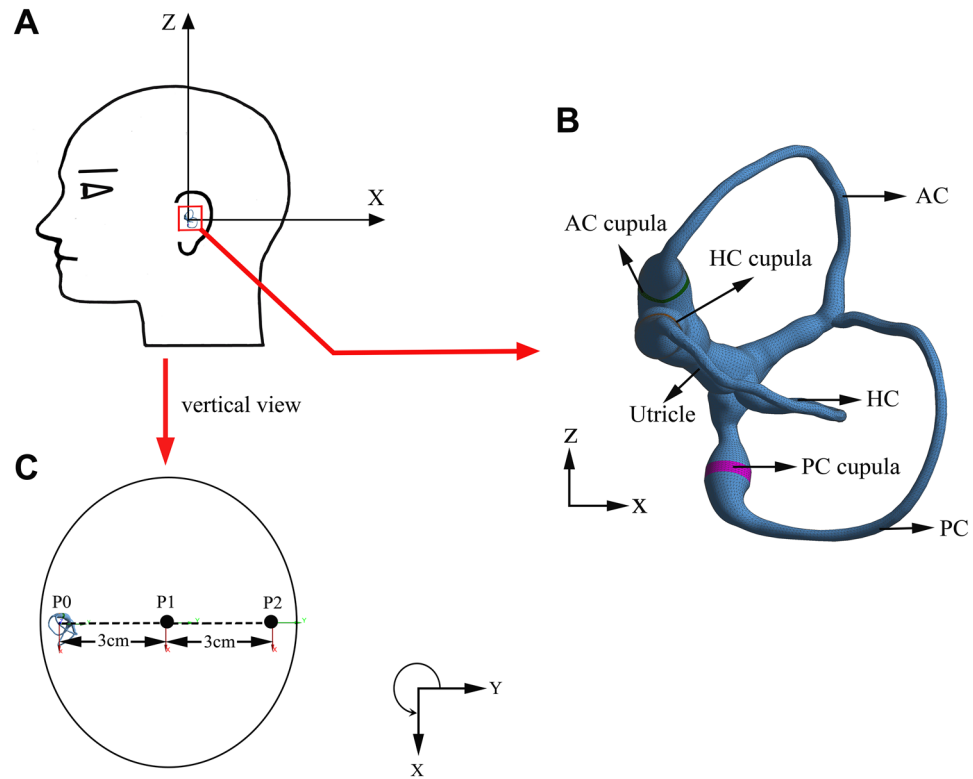 A
Z
X
B
AC
AC cupula
HC cupula
HC
Utricle
PC cupula
Z
X
PC
vertical view
C
P0
P1
P2
Y
Y
3cm
3cm
X
X
X
Y
X